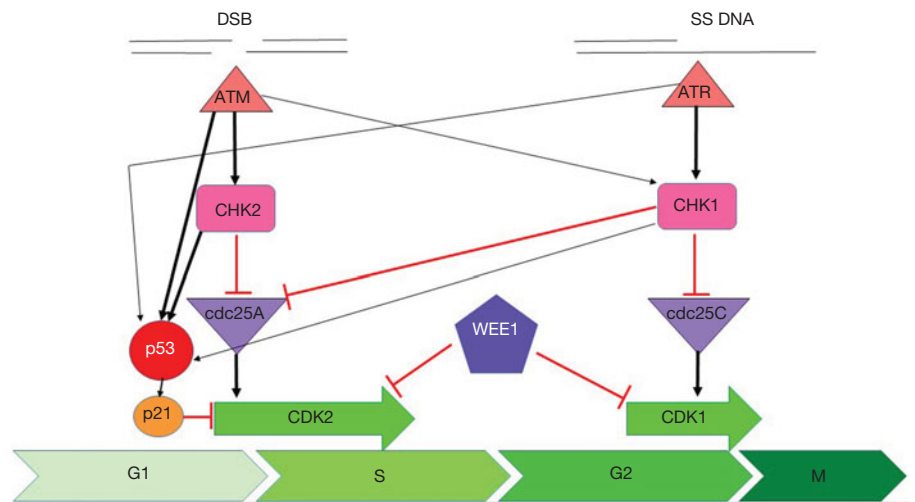 DSB
SS DNA
ATM
ATR
CHK2
CHK1
cdc25A
cdc25C
WEE1
p53
p21
CDK2
CDK1
G1
S
G2
M